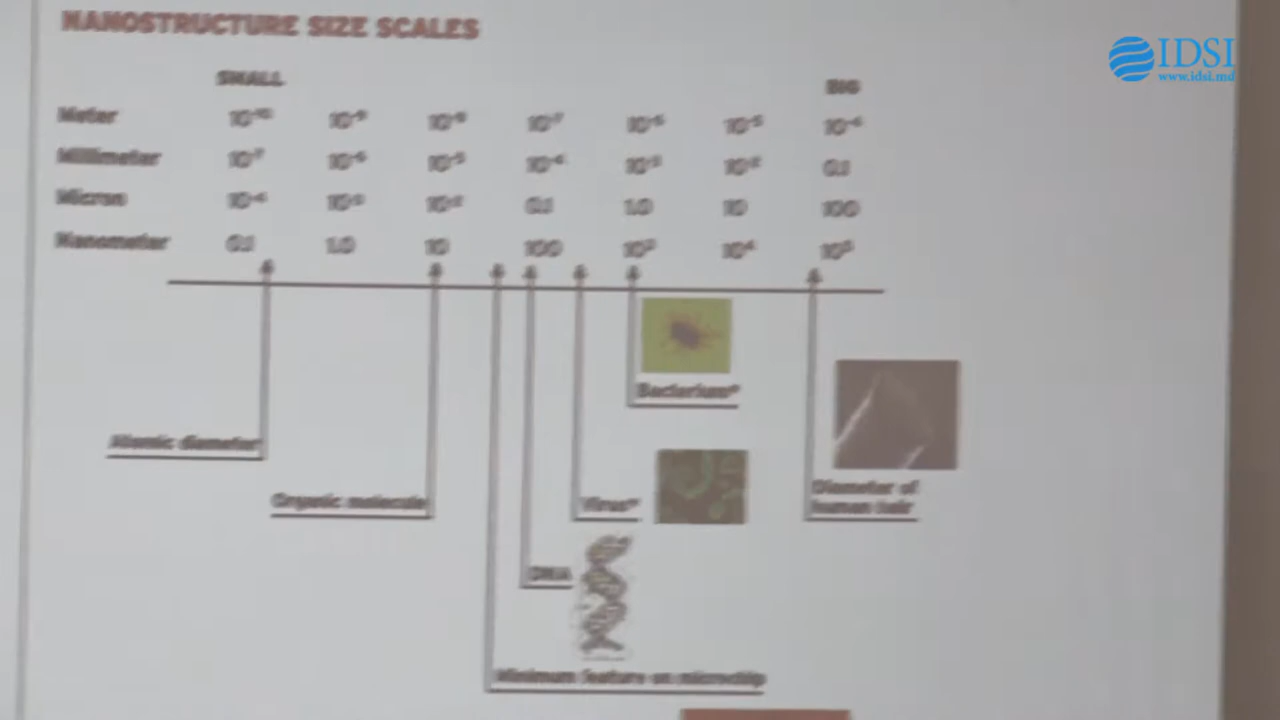 NANOSTRUCTURE SIZE SCALES
IDSI
www.idsi.md
SMALL BIG
Meter 10⁻¹⁰ 10⁻⁹ 10⁻⁸ 10⁻⁷ 10⁻⁶ 10⁻⁵ 10⁻⁴
Millimeter 10⁻⁷ 10⁻⁶ 10⁻⁵ 10⁻⁴ 10⁻³ 10⁻² 0.1
Micron 10⁻⁴ 10⁻³ 10⁻² 0.1 1.0 10 100
Nanometer 0.1 1.0 10 100 10³ 10⁴ 10⁵
Bacterium*
Atomic diameter
Organic molecule
Virus*
Diameter of
human hair
DNA
Minimum feature on microchip